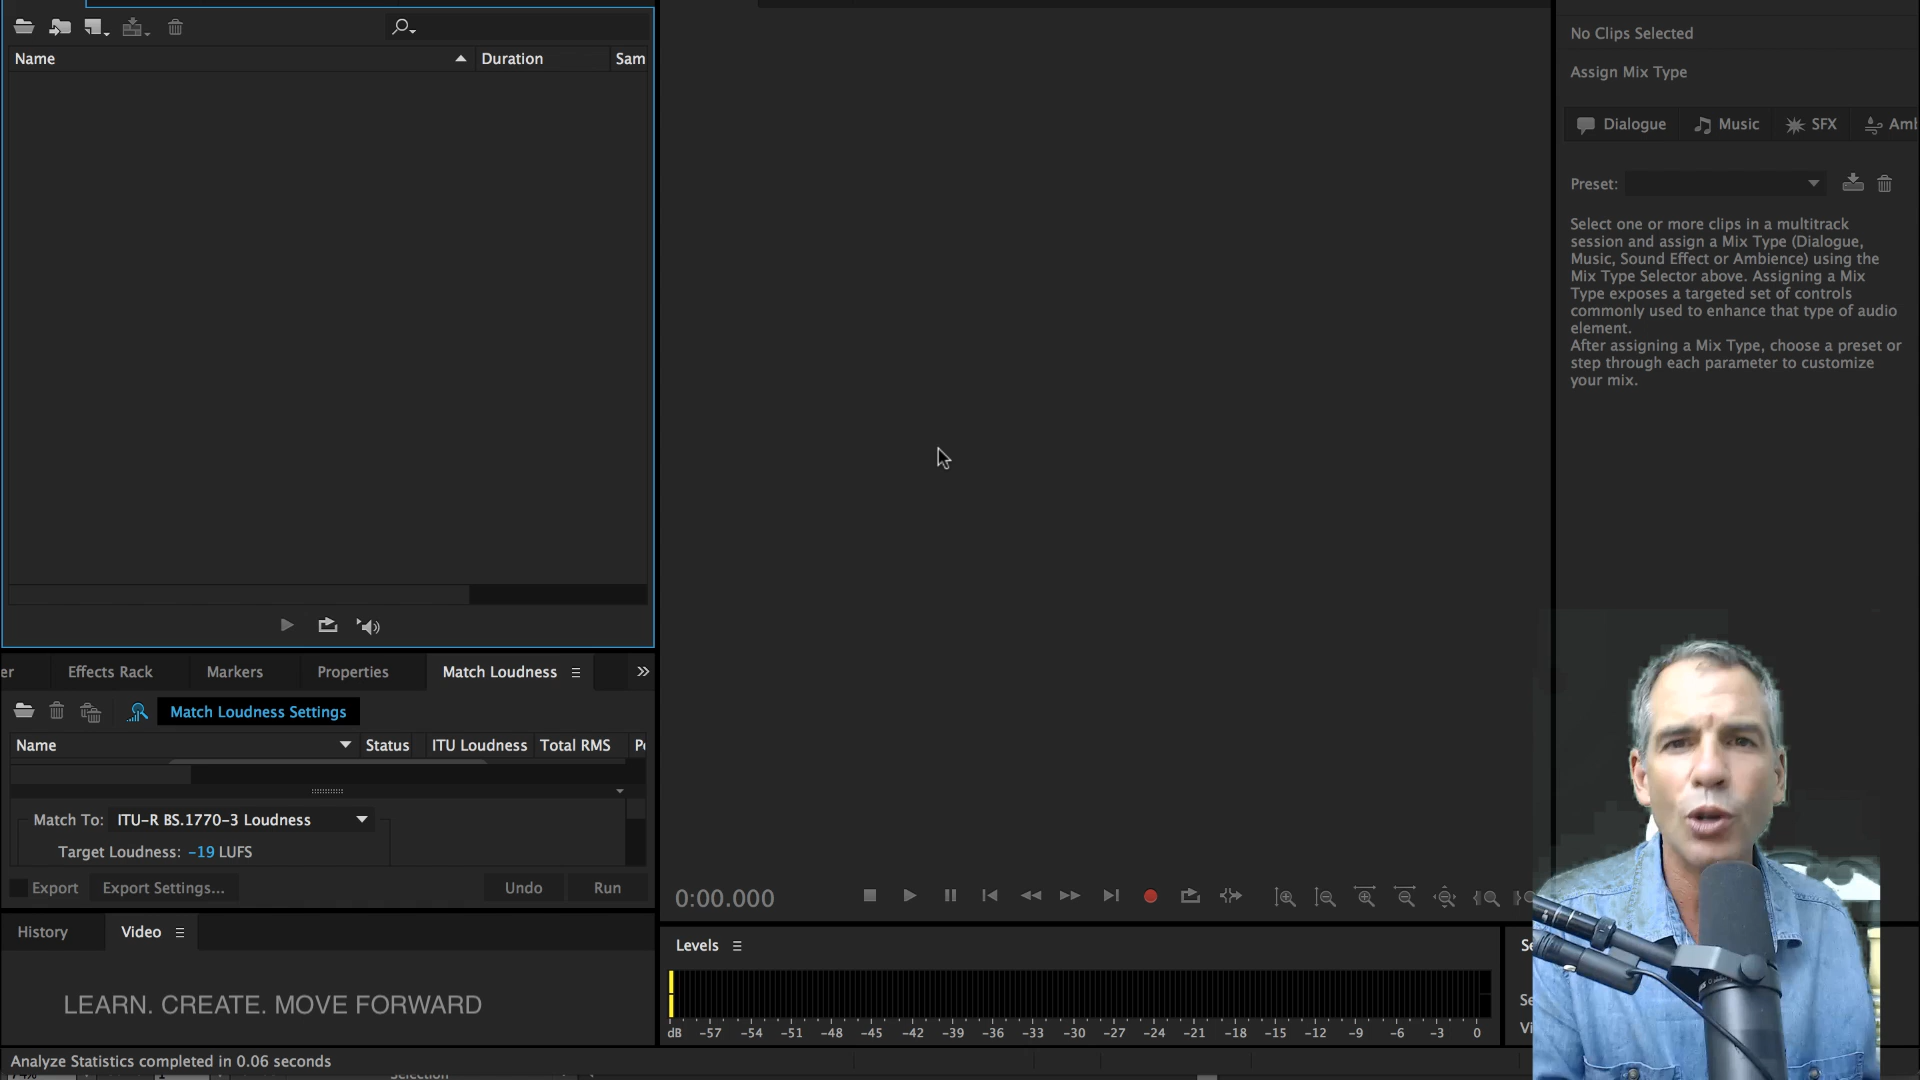 No Clips Selected
Assign Mix Type
Name Duration Sam
Dialogue Music SFX Amb
Preset:
Select one or more clips in a multitrack
session and assign a Mix Type (Dialogue,
Music, Sound Effect or Ambience) using the
Mix Type Selector above. Assigning a Mix
Type exposes a targeted set of controls
commonly used to enhance that type of audio
element.
After assigning a Mix Type, choose a preset or
step through each parameter to customize
your mix.
er Effects Rack Markers Properties Match Loudness
Match Loudness Settings
Name Status ITU Loudness Total RMS
Match To: ITU-R BS.1770-3 Loudness
Target Loudness: -19 LUFS
Export Export Settings... Undo Run
0:00.000
History Video
Levels
LEARN. CREATE. MOVE FORWARD
dB -57 -54 -51 -48 -45 -42 -39 -36 -33 -30 -27 -24 -21 -18 -15 -12 -9 -6 -3 0
Analyze Statistics completed in 0.06 seconds